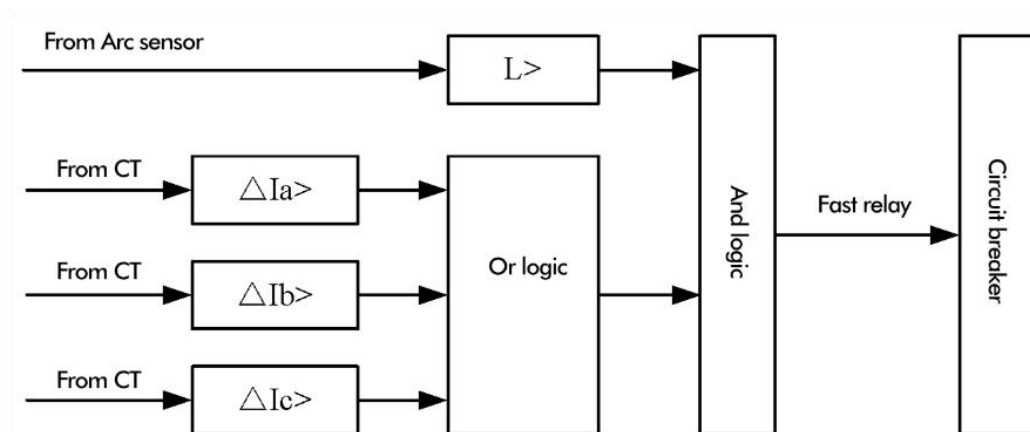 From Arc sensor
L>
From CT
△Ia>
From CT
△Ib>
From CT
△Ic>
Or logic
And logic
Fast relay
Circuit breaker